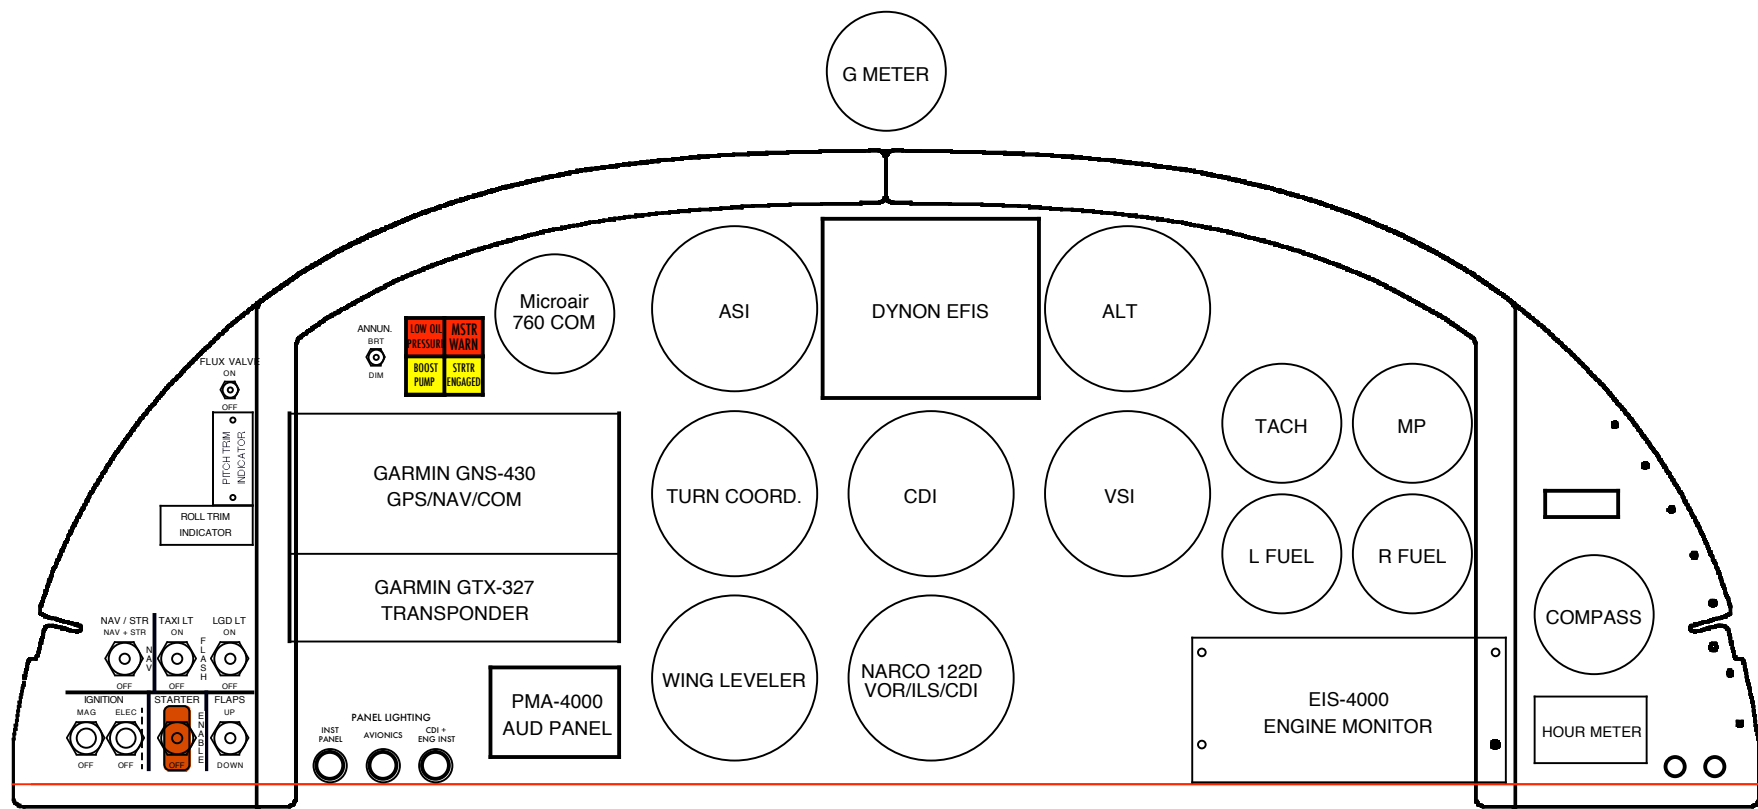 G METER
Microair
760 COM
ASI
DYNON EFIS
ALT
ANNUN.
BRT
DIM
LOW OIL
PRESSURE
MSTR
WARN
BOOST
PUMP
STRTR
ENGAGED
FLUX VALVE
ON
OFF
PITCH TRIM
INDICATOR
ROLL TRIM
INDICATOR
GARMIN GNS-430
GPS/NAV/COM
GARMIN GTX-327
TRANSPONDER
TURN COORD.
CDI
VSI
TACH
MP
L FUEL
R FUEL
COMPASS
NAV / STR
NAV + STR
OFF
NAV
TAXI LT
ON
OFF
FLASH
LGD LT
ON
OFF
IGNITION
MAG
OFF
ELEC
OFF
STARTER
OFF
ENABLE
FLAPS
UP
DOWN
PANEL LIGHTING
INST
PANEL
AVIONICS
CDI +
ENG INST
PMA-4000
AUD PANEL
WING LEVELER
NARCO 122D
VOR/ILS/CDI
EIS-4000
ENGINE MONITOR
HOUR METER